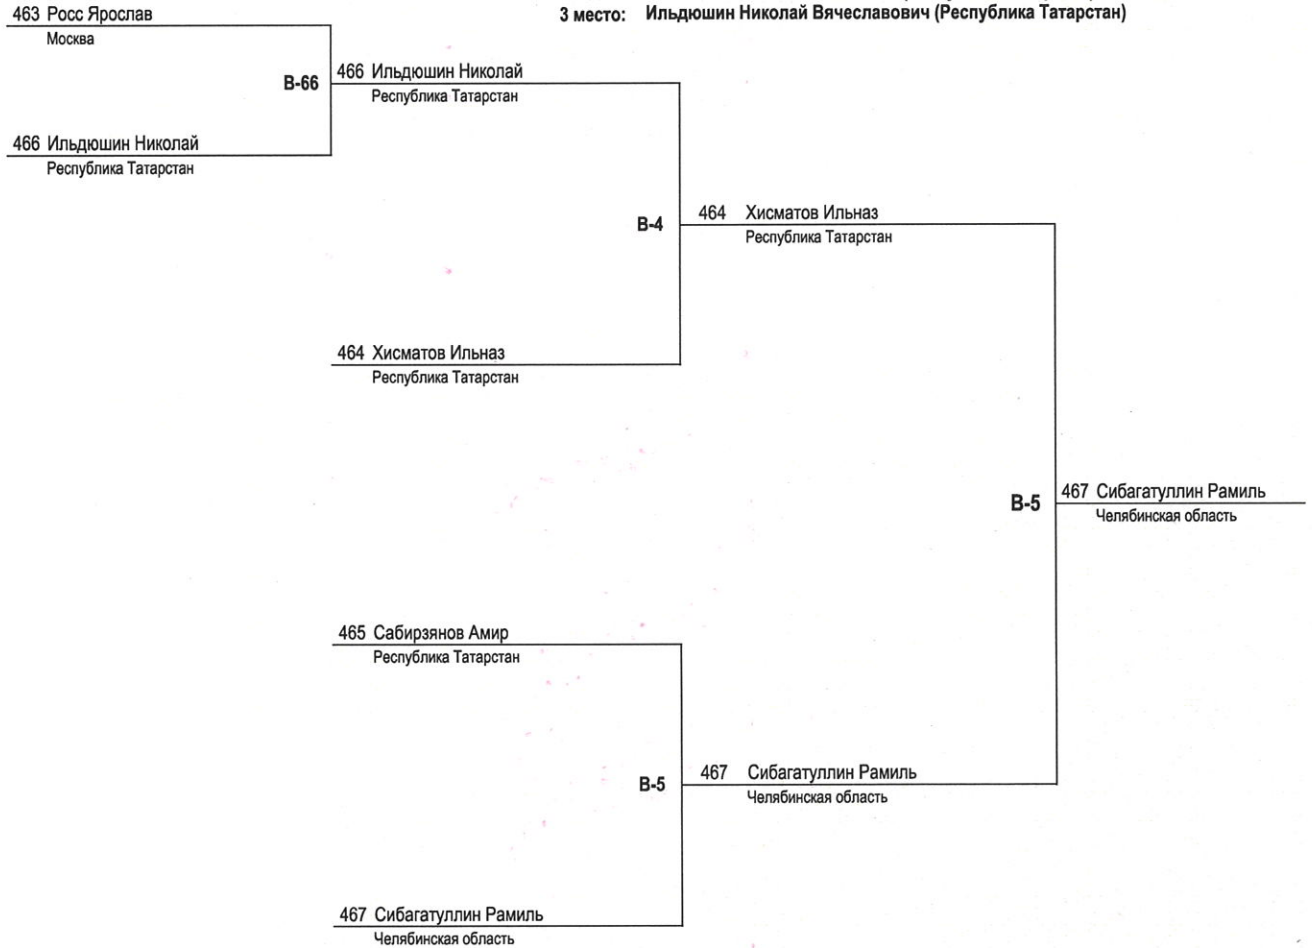 3 место: Ильдюшин Николай Вячеславович (Республика Татарстан)
463 Росс Ярослав
Москва
B-66
466 Ильдюшин Николай
Республика Татарстан
466 Ильдюшин Николай
Республика Татарстан
B-4
464 Хисматов Ильназ
Республика Татарстан
464 Хисматов Ильназ
Республика Татарстан
B-5
467 Сибагатуллин Рамиль
Челябинская область
465 Сабирзянов Амир
Республика Татарстан
B-5
467 Сибагатуллин Рамиль
Челябинская область
467 Сибагатуллин Рамиль
Челябинская область